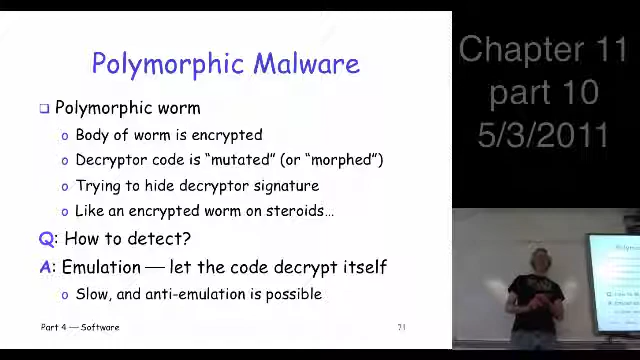 Polymorphic Malware
Polymorphic worm
Body of worm is encrypted
Decryptor code is “mutated” (or “morphed”)
Trying to hide decryptor signature
Like an encrypted worm on steroids…
Q: How to detect?
A: Emulation — let the code decrypt itself
Slow, and anti-emulation is possible
Part 4 — Software
71
Chapter 11
part 10
5/3/2011